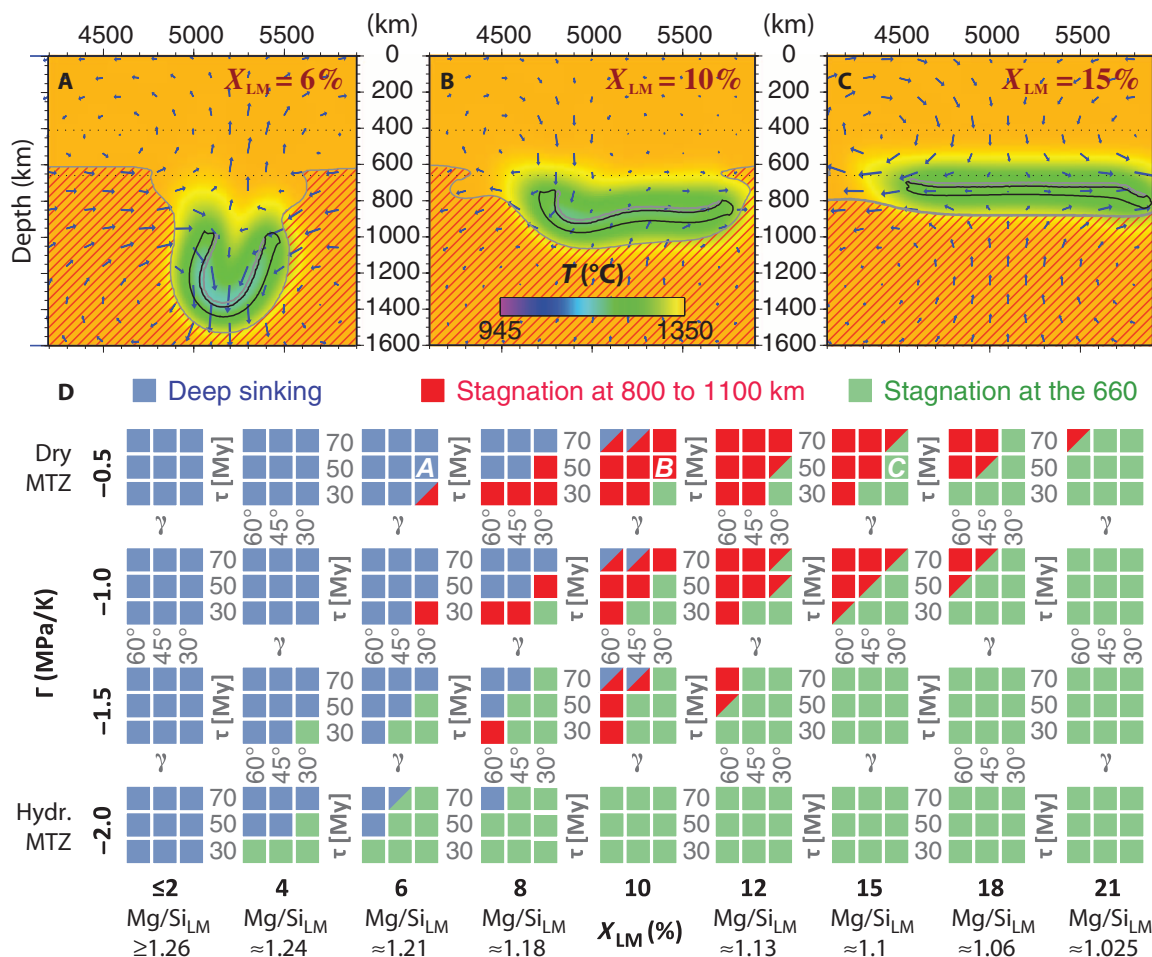 (km) (km)
4500 5000 5500 4500 5000 5500 4500 5000 5500
A X_LM = 6% 0 B X_LM = 10% 0 C X_LM = 15% 0
200 200 200
400 400 400
600 600 600
Depth (km) 800 800 800
1000 1000 1000
1200 T (°C) 1200 1200
1400 945 1350 1400 1400
1600 1600 1600
D Deep sinking Stagnation at 800 to 1100 km Stagnation at the 660
Dry MTZ
Γ (MPa/K)
−0.5 τ [My] 70 50 30 A τ [My] 70 50 30 B τ [My] 70 50 30 C τ [My] 70 50 30
γ 60° 45° 30° γ 60° 45° 30° γ 60° 45° 30° γ 60° 45° 30° γ
−1.0 70 50 30 τ [My] 70 50 30 τ [My] 70 50 30 τ [My] 70 50 30 τ [My]
60° 45° 30° γ 60° 45° 30° γ 60° 45° 30° γ 60° 45° 30° γ 60° 45° 30°
−1.5 τ [My] 70 50 30 τ [My] 70 50 30 τ [My] 70 50 30 τ [My] 70 50 30
γ 60° 45° 30° γ 60° 45° 30° γ 60° 45° 30° γ 60° 45° 30° γ
Hydr. MTZ
−2.0 70 50 30 τ [My] 70 50 30 τ [My] 70 50 30 τ [My] 70 50 30 τ [My]
≤2 4 6 8 10 12 15 18 21
Mg/Si_LM Mg/Si_LM Mg/Si_LM Mg/Si_LM X_LM (%) Mg/Si_LM Mg/Si_LM Mg/Si_LM Mg/Si_LM
≥1.26 ≈1.24 ≈1.21 ≈1.18 ≈1.13 ≈1.1 ≈1.06 ≈1.025